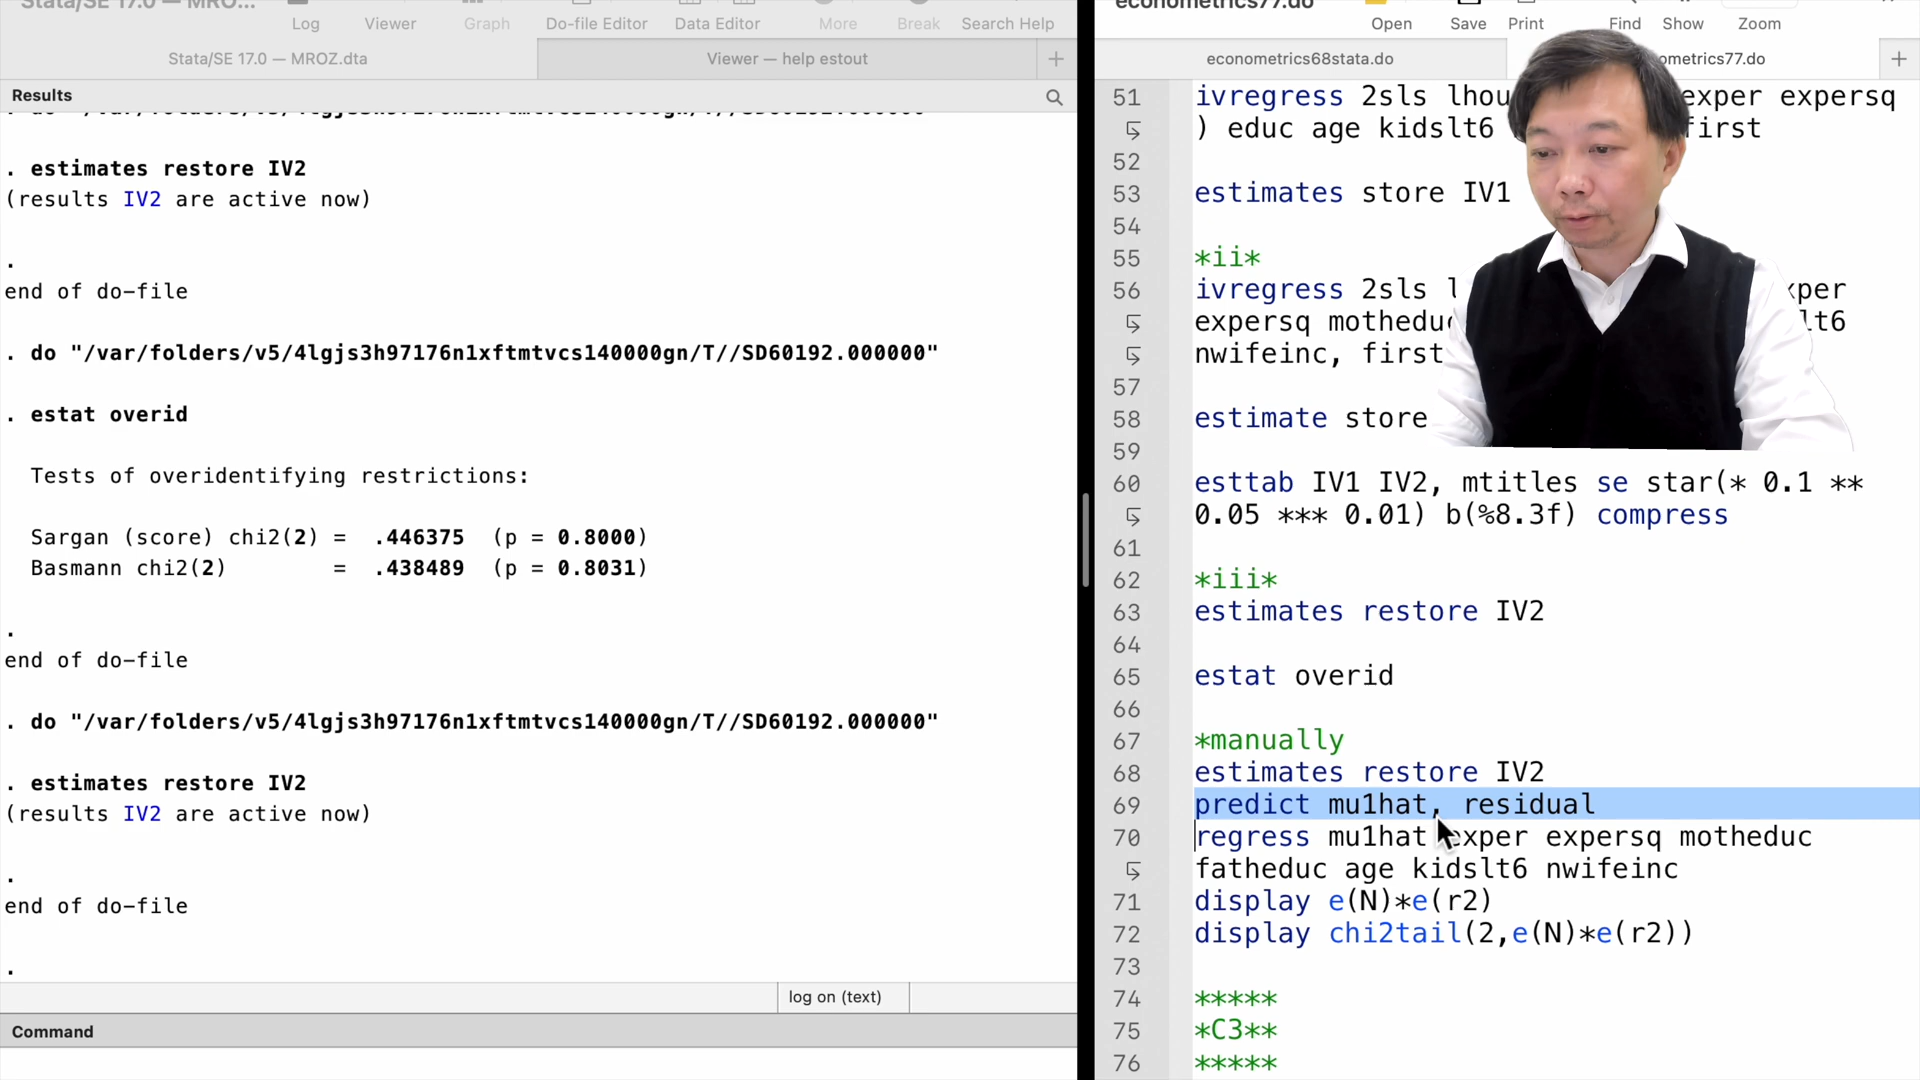 Stata/SE 17.0 — MRO...
Log
Viewer
Graph
Do-file Editor
Data Editor
More
Break
Search Help
Stata/SE 17.0 — MROZ.dta
Viewer — help estout
+
Results
. do "/var/folders/v5/4lgjs3h97176n1xftmtvcs140000gn/T//SD60192.000000"
. estimates restore IV2
(results IV2 are active now)
.
end of do-file
. do "/var/folders/v5/4lgjs3h97176n1xftmtvcs140000gn/T//SD60192.000000"
. estat overid
Tests of overidentifying restrictions:
Sargan (score) chi2(2) = .446375 (p = 0.8000)
Basmann chi2(2) = .438489 (p = 0.8031)
.
end of do-file
. do "/var/folders/v5/4lgjs3h97176n1xftmtvcs140000gn/T//SD60192.000000"
. estimates restore IV2
(results IV2 are active now)
.
end of do-file
.
log on (text)
Command
econometrics77.do
Open
Save
Print
Find
Show
Zoom
econometrics68stata.do
ometrics77.do
+
51 ivregress 2sls lhou exper expersq
) educ age kidslt6 first
52
53 estimates store IV1
54
55 *ii*
56 ivregress 2sls l xper
expersq motheduc lt6
nwifeinc, first
57
58 estimate store
59
60 esttab IV1 IV2, mtitles se star(* 0.1 **
0.05 *** 0.01) b(%8.3f) compress
61
62 *iii*
63 estimates restore IV2
64
65 estat overid
66
67 *manually
68 estimates restore IV2
69 predict mu1hat, residual
70 regress mu1hat exper expersq motheduc
fatheduc age kidslt6 nwifeinc
71 display e(N)*e(r2)
72 display chi2tail(2,e(N)*e(r2))
73
74 *****
75 *C3**
76 *****